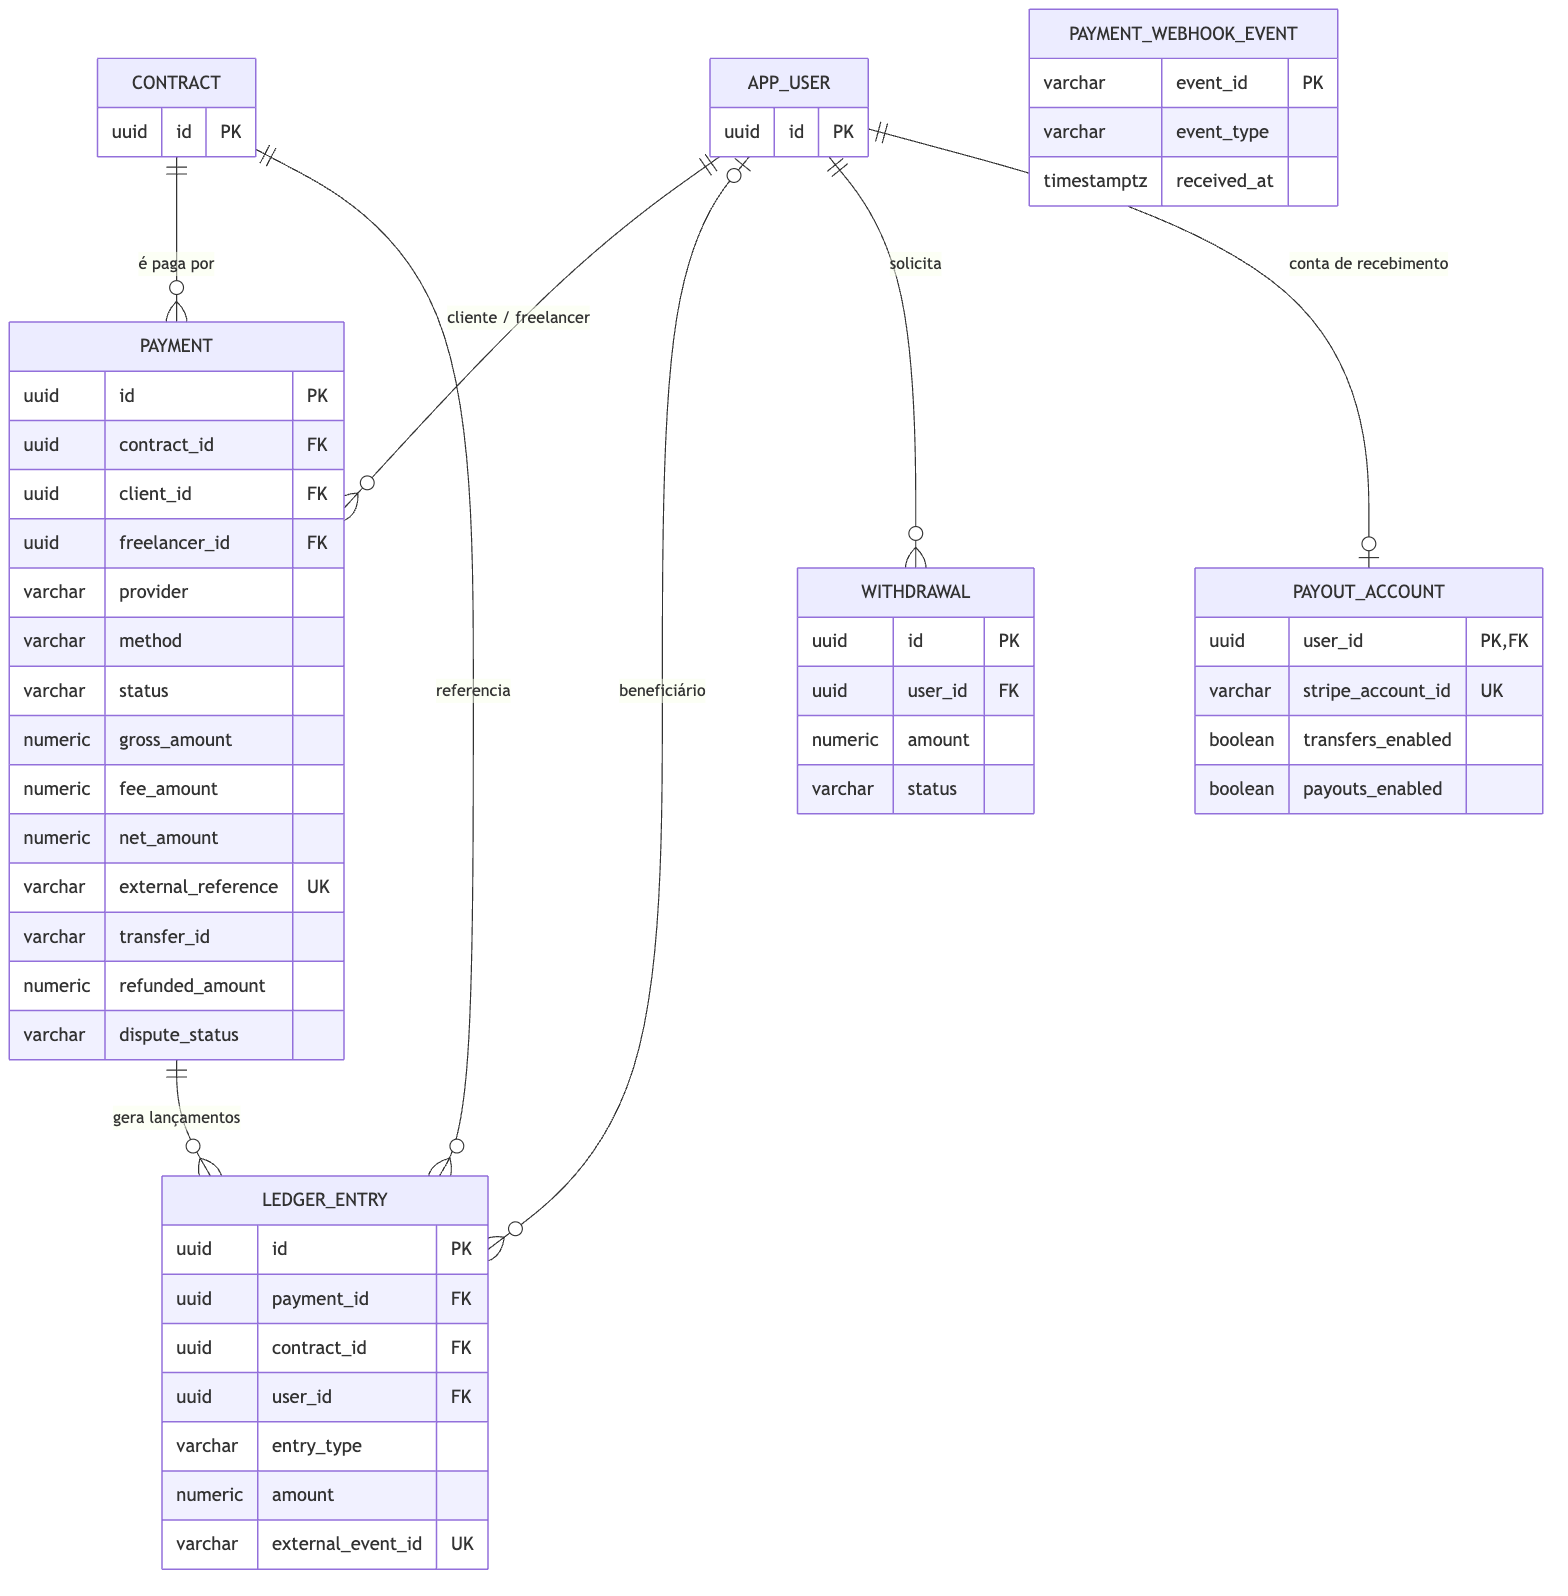 PAYMENT_WEBHOOK_EVENT
varchar event_id PK
varchar event_type
timestamptz received_at
CONTRACT
uuid id PK
APP_USER
uuid id PK
é paga por
solicita
conta de recebimento
cliente / freelancer
PAYMENT
uuid id PK
uuid contract_id FK
uuid client_id FK
uuid freelancer_id FK
varchar provider
varchar method
varchar status
numeric gross_amount
numeric fee_amount
numeric net_amount
varchar external_reference UK
varchar transfer_id
numeric refunded_amount
varchar dispute_status
referencia
beneficiário
WITHDRAWAL
uuid id PK
uuid user_id FK
numeric amount
varchar status
PAYOUT_ACCOUNT
uuid user_id PK,FK
varchar stripe_account_id UK
boolean transfers_enabled
boolean payouts_enabled
gera lançamentos
LEDGER_ENTRY
uuid id PK
uuid payment_id FK
uuid contract_id FK
uuid user_id FK
varchar entry_type
numeric amount
varchar external_event_id UK